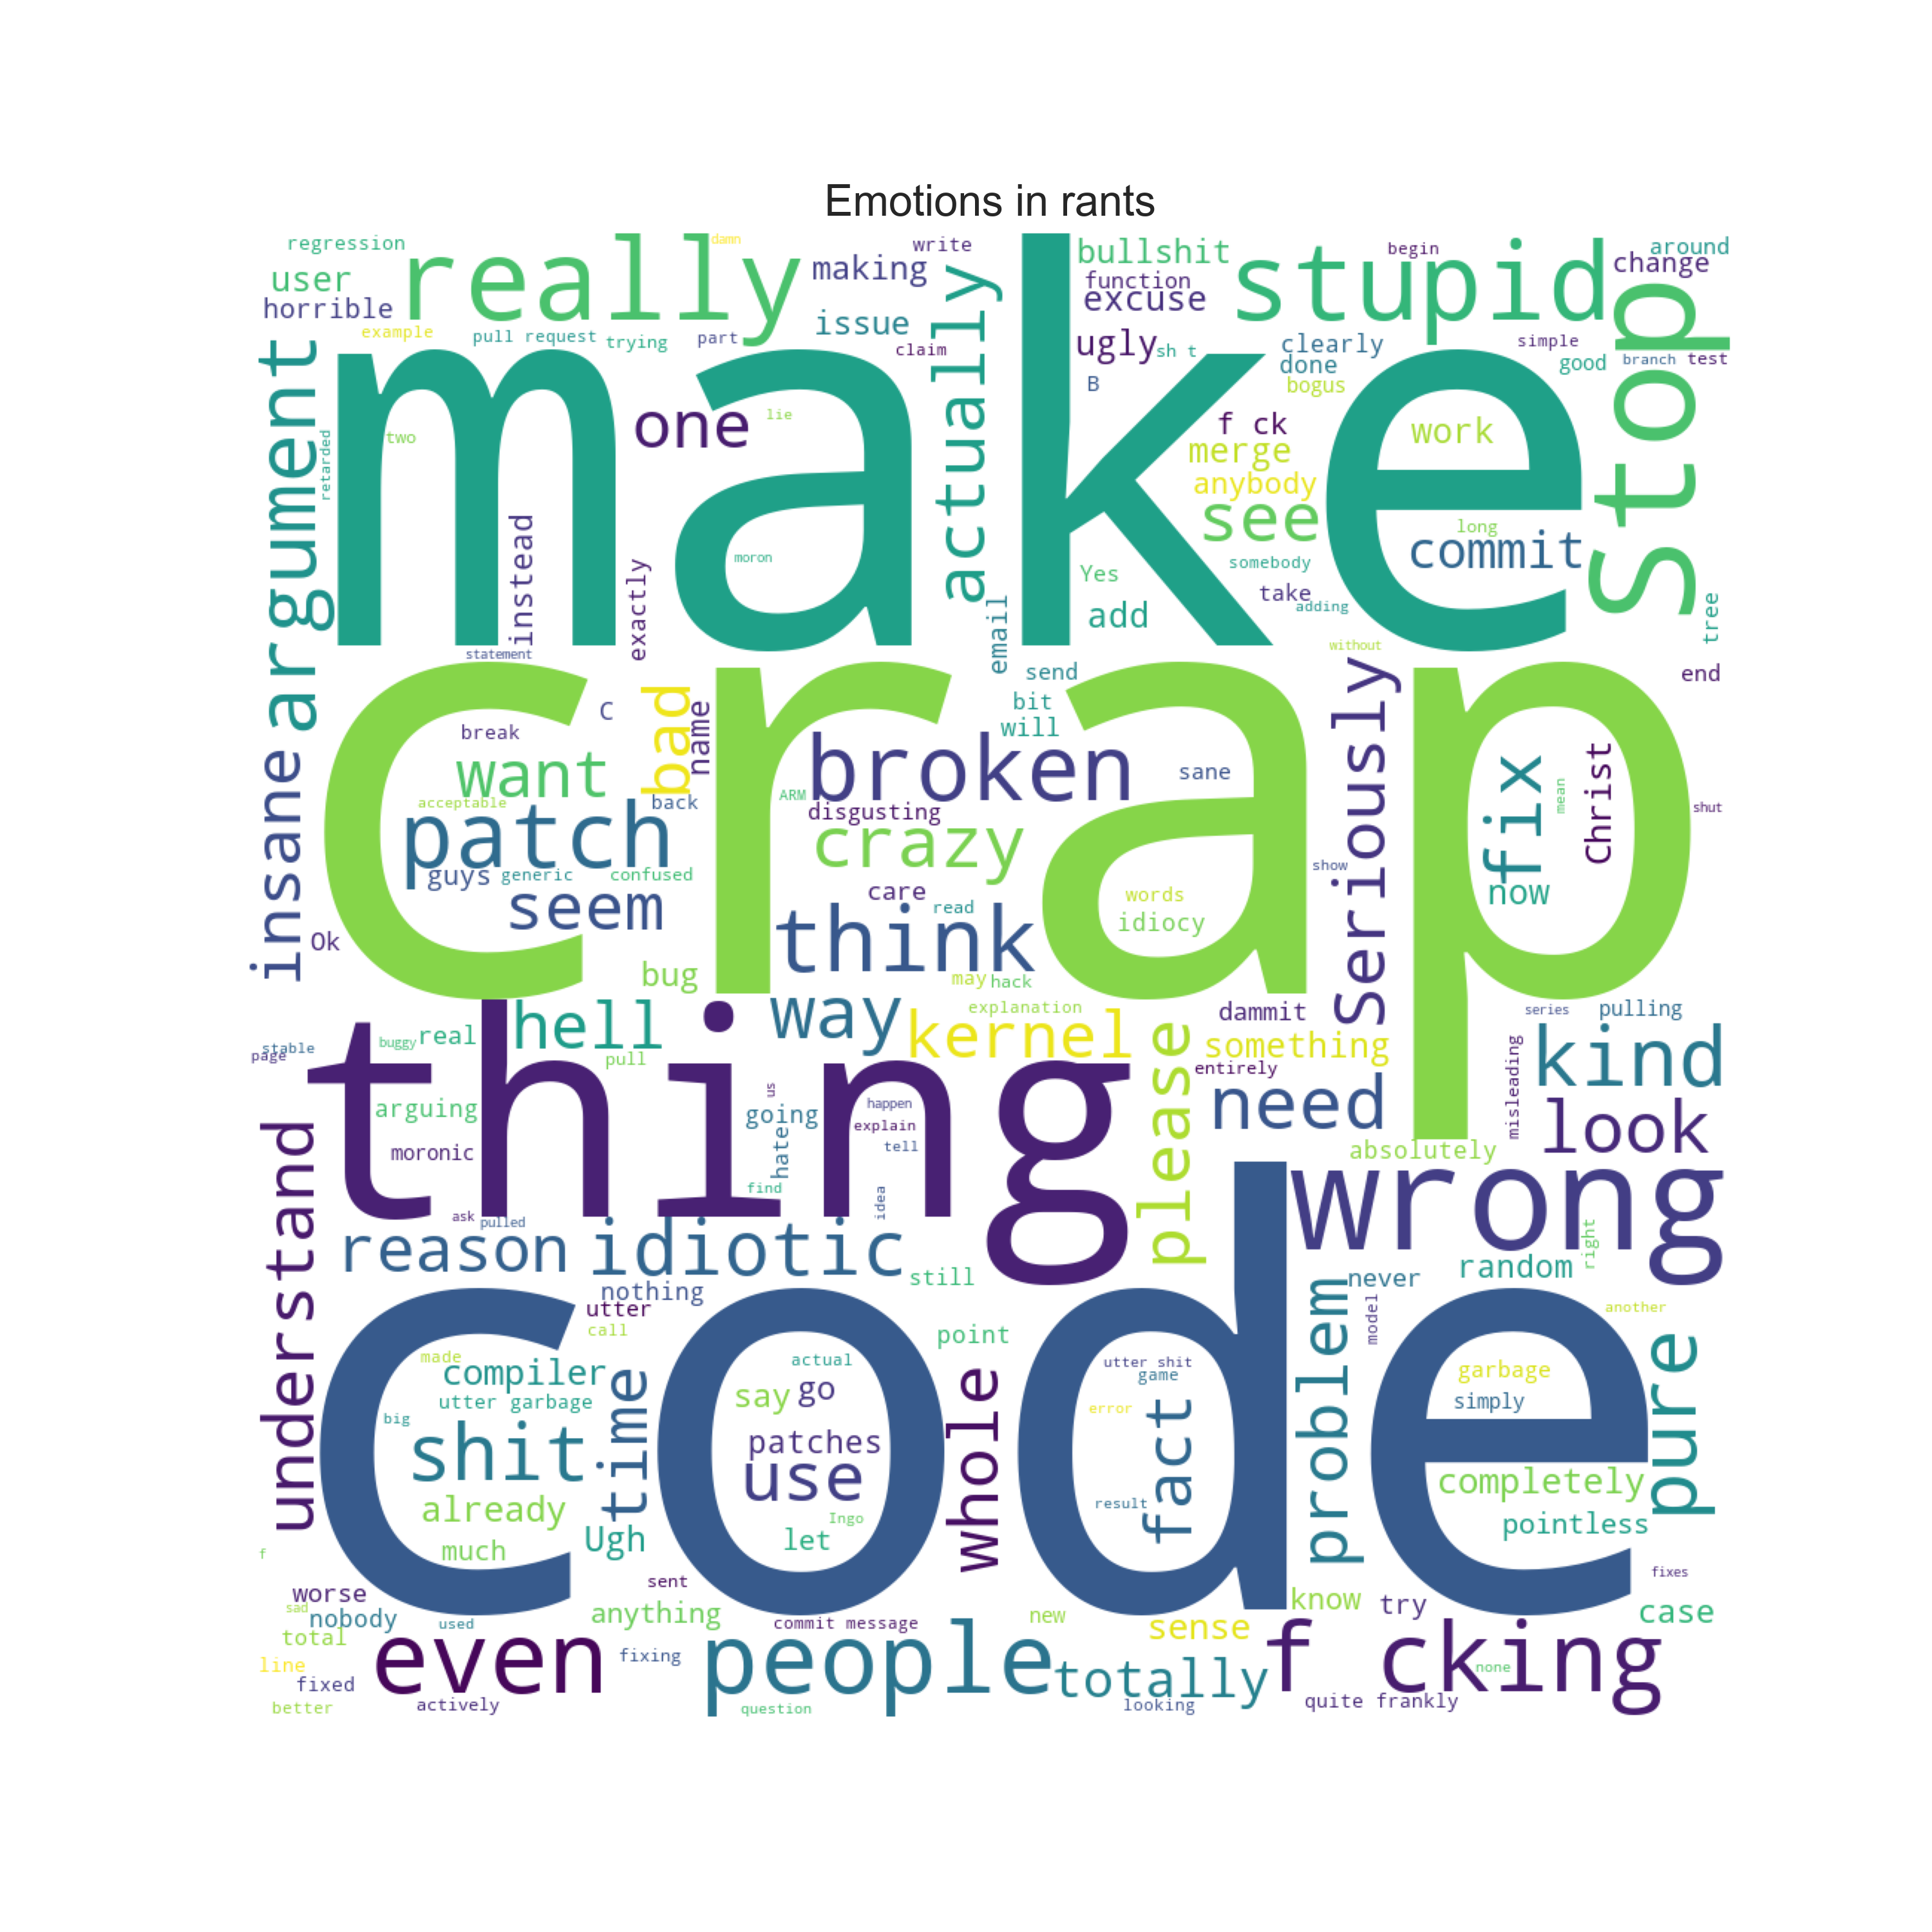 Emotions in rants
regression
really
damn
write
making
bullshit
begin
around
user
function
stupid
change
horrible
excuse
example
pull request
trying
part
issue
actually
claim
ugly
sh t
clearly
done
simple
good
branch
test
Stop
make
argument
B
bogus
one
lie
two
f ck
work
merge
retarded
anybody
see
long
commit
instead
moron
exactly
Yes
somebody
take
adding
add
email
tree
statement
without
crap
send
end
bad
name
C
bit
will
break
Seriously
broken
want
insane
sane
fix
Christ
mean
acceptable
back
ARM
disgusting
shut
patch
crazy
guys
generic
confused
care
show
words
now
seem
read
idiocy
think
Ok
bug
may
hack
way
explanation
hell
kernel
dammit
series
pulling
real
buggy
stable
page
pull
something
kind
please
entirely
misleading
thing
us
happen
arguing
going
explain
need
look
moronic
hate
tell
absolutely
understand
find
idea
wrong
ask
pulled
reason
idiotic
still
random
right
nothing
never
utter
code
call
point
problem
model
another
made
compiler
actual
utter shit
game
garbage
pure
utter garbage
say
go
whole
simply
big
time
error
fact
shit
patches
use
completely
already
result
Ingo
pointless
Ugh
let
much
f
sent
fixes
worse
know
try
sad
nobody
used
anything
commit message
new
sense
case
total
even
people
f cking
line
fixing
totally
none
fixed
better
actively
question
looking
quite frankly